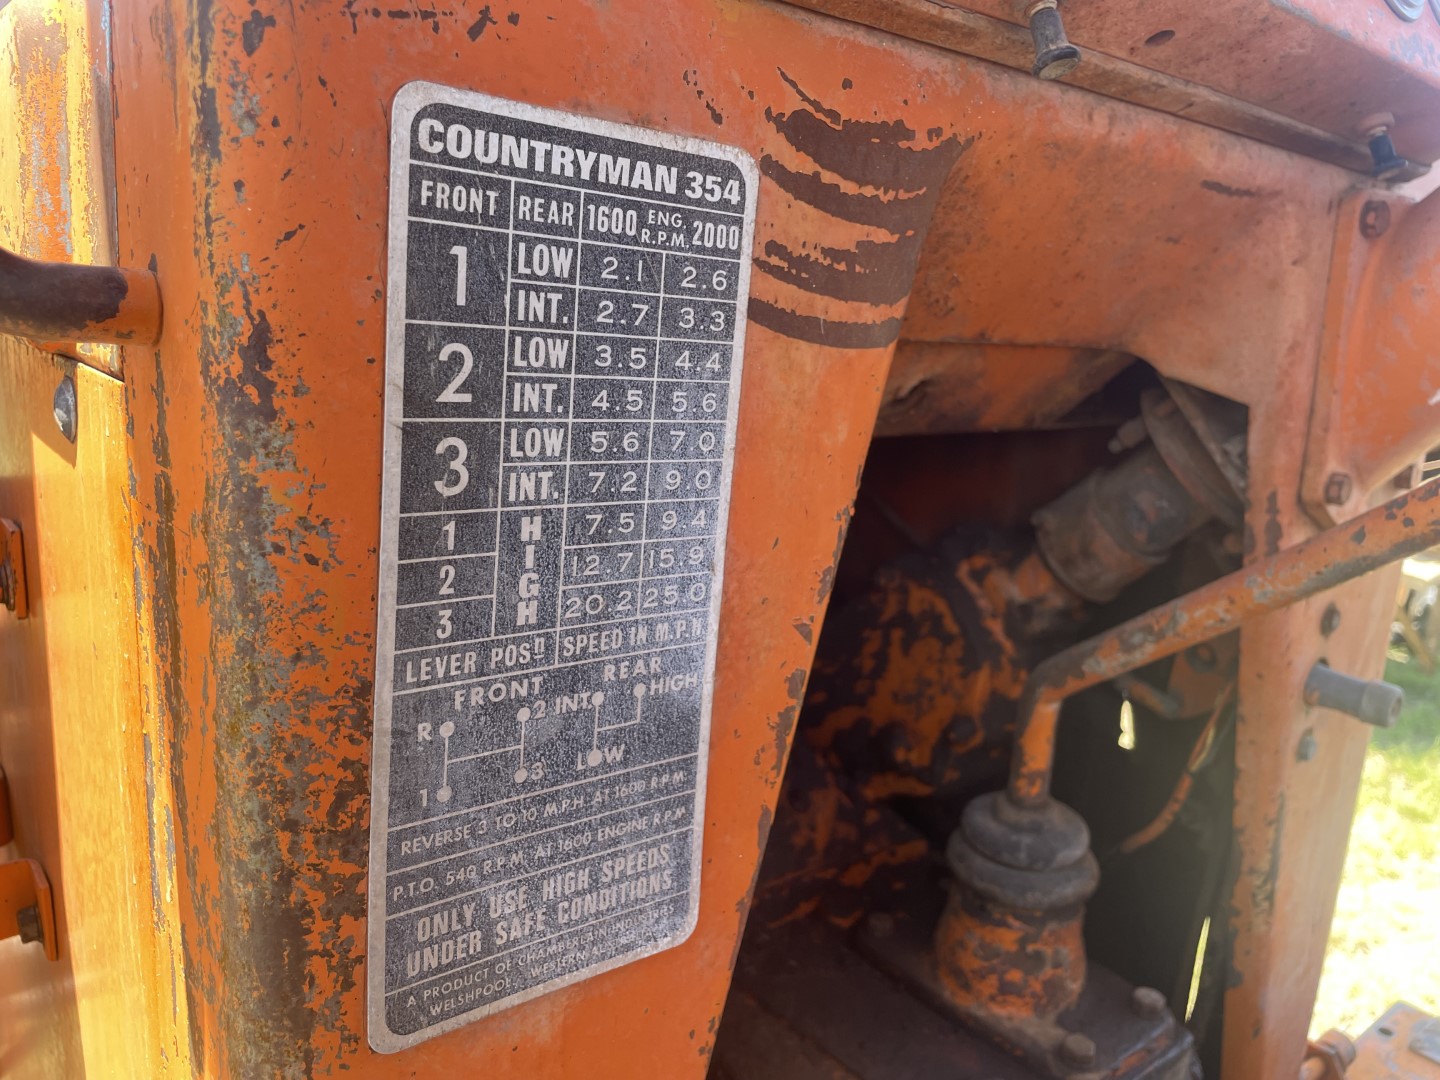 COUNTRYMAN 354
FRONT REAR 1600 ENG. R.P.M. 2000
1 LOW 2.1 2.6
INT. 2.7 3.3
2 LOW 3.5 4.4
INT. 4.5 5.6
3 LOW 5.6 7.0
INT. 7.2 9.0
1 HIGH 7.5 9.4
2 12.7 15.9
3 20.2 25.0
LEVER POSD SPEED IN M.P.H.
FRONT REAR
R 2 INT. HIGH
1 3 LOW
REVERSE 3 TO 10 M.P.H. AT 1600 R.P.M.
P.T.O. 540 R.P.M. AT 1600 ENGINE R.P.M.
ONLY USE HIGH SPEEDS
UNDER SAFE CONDITIONS
A PRODUCT OF CHAMBERLAIN INDUSTRIES
WELSHPOOL WESTERN